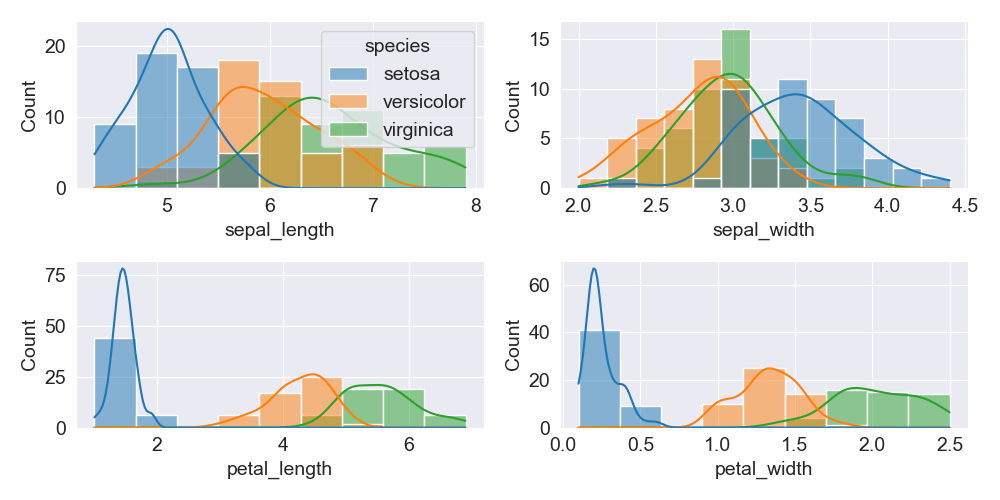 20
10
0
Count
5
6
7
8
sepal_length
species
setosa
versicolor
virginica
15
10
5
0
Count
2.0
2.5
3.0
3.5
4.0
4.5
sepal_width
75
50
25
0
Count
2
4
6
petal_length
60
40
20
0
Count
0.0
0.5
1.0
1.5
2.0
2.5
petal_width